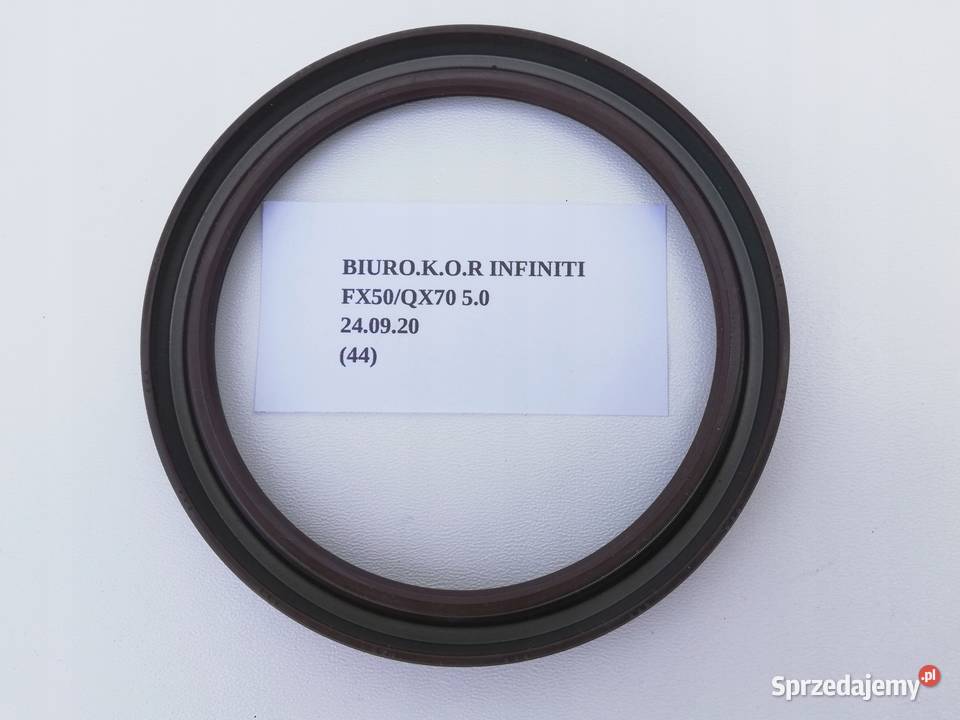 BIURO.K.O.R INFINITI
FX50/QX70 5.0
24.09.20
(44)
Sprzedajemy.pl